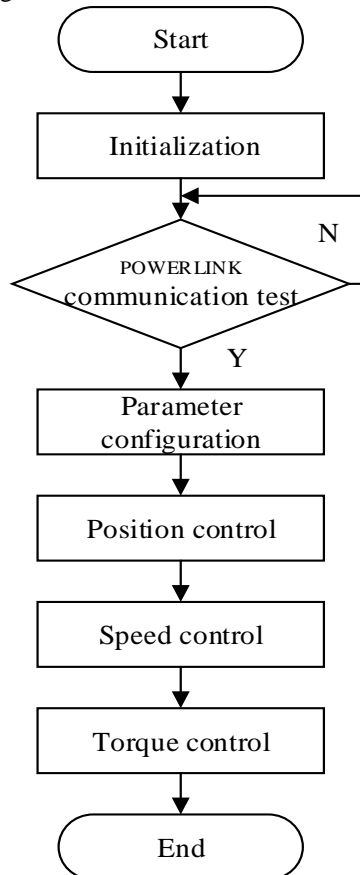 Start
Initialization
N
POWERLINK
communication test
Y
Parameter
configuration
Position control
Speed control
Torque control
End